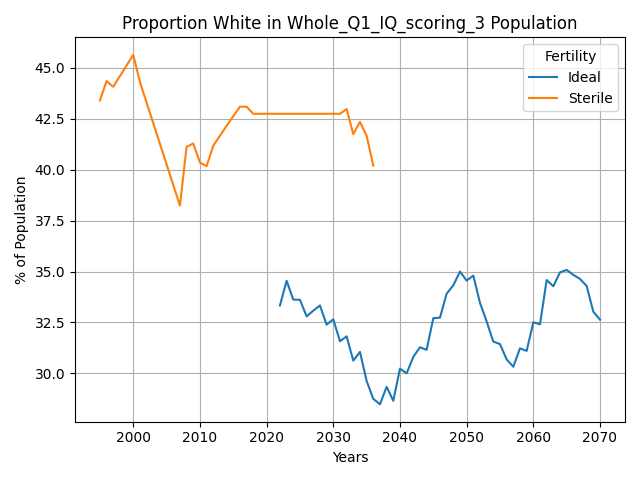 Proportion White in Whole_Q1_IQ_scoring_3 Population
Fertility
Ideal
Sterile
45.0
42.5
40.0
37.5
35.0
32.5
30.0
% of Population
2000 2010 2020 2030 2040 2050 2060 2070
Years